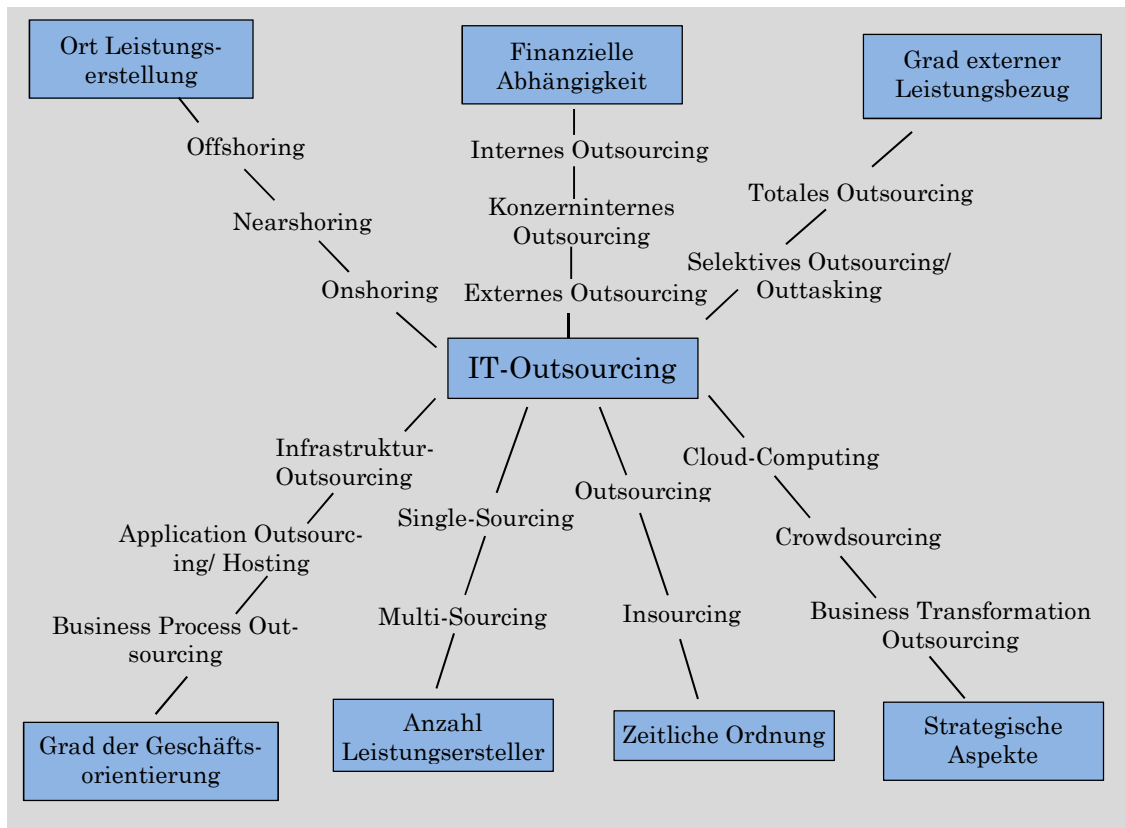 Ort Leistungs-
erstellung
Finanzielle
Abhängigkeit
Grad externer
Leistungsbezug
Offshoring
Nearshoring
Onshoring
Internes Outsourcing
Konzerninternes
Outsourcing
Externes Outsourcing
Totales Outsourcing
Selektives Outsourcing/
Outtasking
IT-Outsourcing
Infrastruktur-
Outsourcing
Application Outsourc-
ing/ Hosting
Business Process Out-
sourcing
Grad der Geschäfts-
orientierung
Single-Sourcing
Multi-Sourcing
Anzahl
Leistungsersteller
Outsourcing
Insourcing
Zeitliche Ordnung
Cloud-Computing
Crowdsourcing
Business Transformation
Outsourcing
Strategische
Aspekte